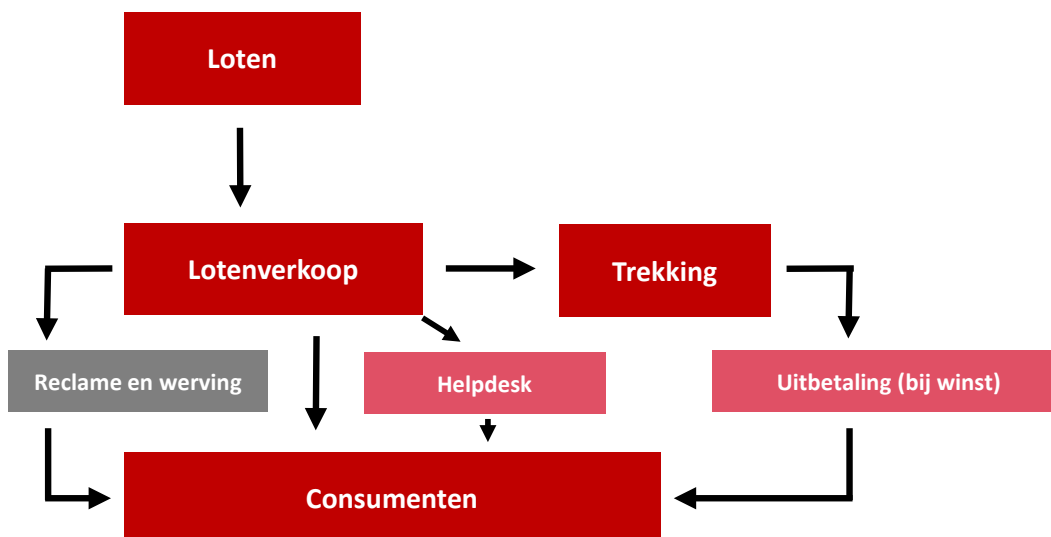 Loten
Lotenverkoop
Trekking
Reclame en werving
Helpdesk
Uitbetaling (bij winst)
Consumenten